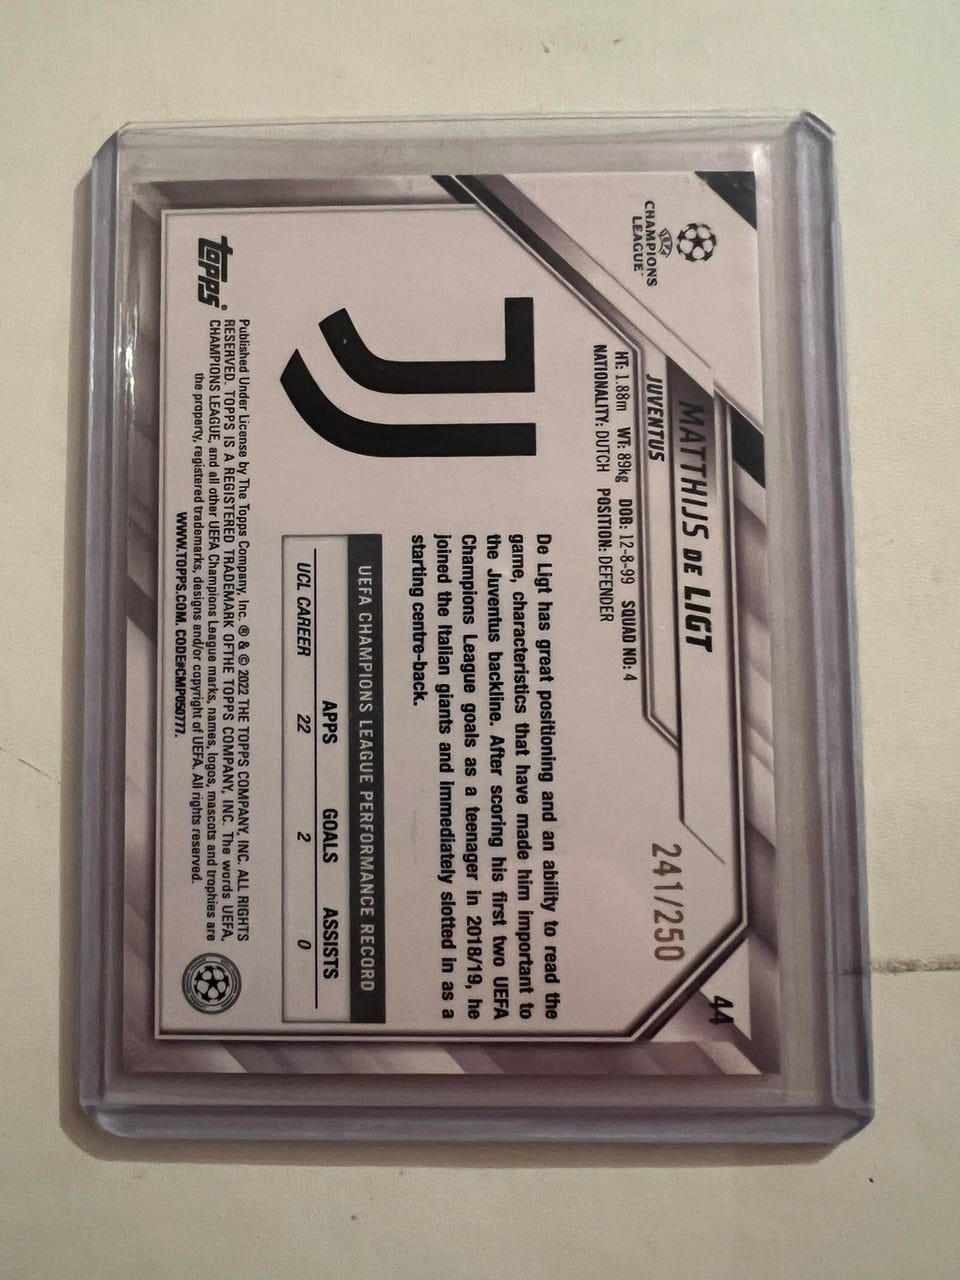 UEFA
CHAMPIONS
LEAGUE
44
MATTHIJS DE LIGT
241/250
JUVENTUS
HT: 1.88m WT: 89kg DOB: 12-8-99 SQUAD NO: 4
NATIONALITY: DUTCH POSITION: DEFENDER
De Ligt has great positioning and an ability to read the
game, characteristics that have made him important to
the Juventus backline. After scoring his first two UEFA
Champions League goals as a teenager in 2018/19, he
joined the Italian giants and immediately slotted in as a
starting centre-back.
UEFA CHAMPIONS LEAGUE PERFORMANCE RECORD
APPS GOALS ASSISTS
UCL CAREER 22 2 0
topps®
Published Under License by The Topps Company, Inc. ® & © 2022 THE TOPPS COMPANY, INC. ALL RIGHTS
RESERVED. TOPPS IS A REGISTERED TRADEMARK OF THE TOPPS COMPANY, INC. The words UEFA,
CHAMPIONS LEAGUE, and all other UEFA Champions League marks, names, logos, mascots and trophies are
the property, registered trademarks, designs and/or copyright of UEFA. All rights reserved.
WWW.TOPPS.COM. CODE#CMP050777.